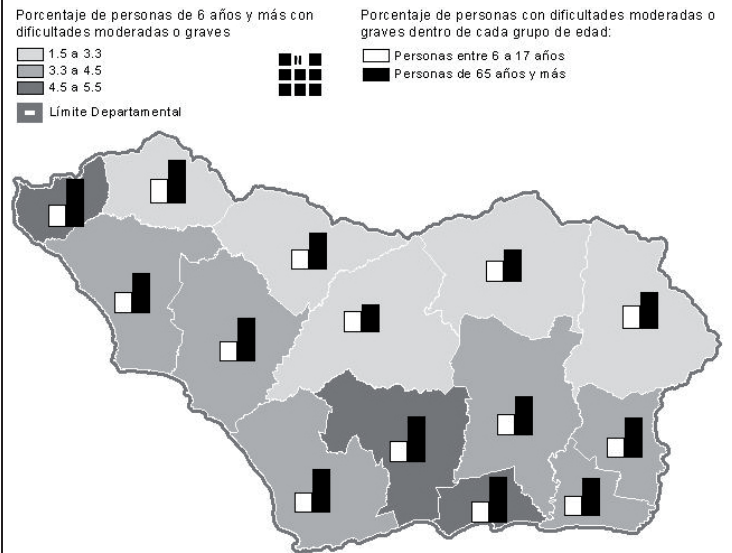 Porcentaje de personas de 6 años y más con
dificultades moderadas o graves
1.5 a 3.3
3.3 a 4.5
4.5 a 5.5
Límite Departamental
N
Porcentaje de personas con dificultades moderadas o
graves dentro de cada grupo de edad:
Personas entre 6 a 17 años
Personas de 65 años y más